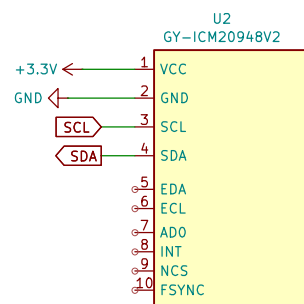 U2
GY-ICM20948V2
+3.3V 1 VCC
GND 2 GND
SCL 3 SCL
SDA 4 SDA
5 EDA
6 ECL
7 ADO
8 INT
9 NCS
10 FSYNC